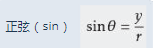 正弦（sin） sinθ = y/r